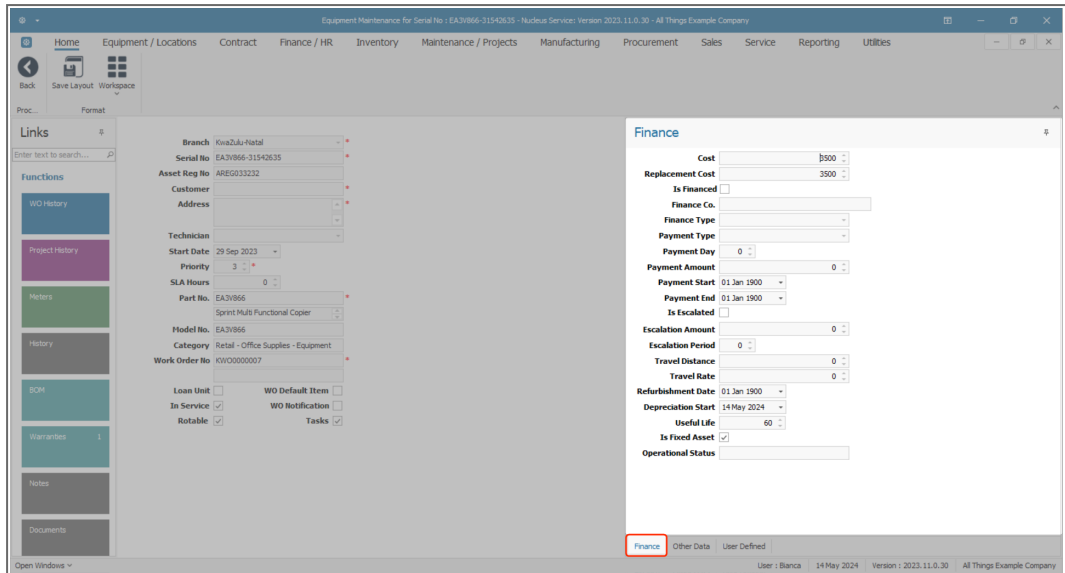 Equipment Maintenance for Serial No : EA3V866-31542635 - Nucleus Service: Version 2023.11.0.30 - All Things Example Company
Home Equipment / Locations Contract Finance / HR Inventory Maintenance / Projects Manufacturing Procurement Sales Service Reporting Utilities
Back Save Layout Workspace
Proc... Format
Links
Enter text to search...
Functions
WO History
Project History
Meters
History
BOM
Warranties 1
Notes
Documents
Branch KwaZulu-Natal *
Serial No EA3V866-31542635 *
Asset Reg No AREG033232
Customer *
Address *
Technician
Start Date 29 Sep 2023
Priority 3 *
SLA Hours 0
Part No. EA3V866 *
Sprint Multi Functional Copier
Model No. EA3V866
Category Retail - Office Supplies - Equipment
Work Order No KWO0000007 *
Loan Unit WO Default Item
In Service WO Notification
Rotable Tasks
Finance
Cost 3500
Replacement Cost 3500
Is Financed
Finance Co.
Finance Type
Payment Type
Payment Day 0
Payment Amount 0
Payment Start 01 Jan 1900
Payment End 01 Jan 1900
Is Escalated
Escalation Amount 0
Escalation Period 0
Travel Distance 0
Travel Rate 0
Refurbishment Date 01 Jan 1900
Depreciation Start 14 May 2024
Useful Life 60
Is Fixed Asset
Operational Status
Finance Other Data User Defined
Open Windows User : Bianca 14 May 2024 Version : 2023.11.0.30 All Things Example Company